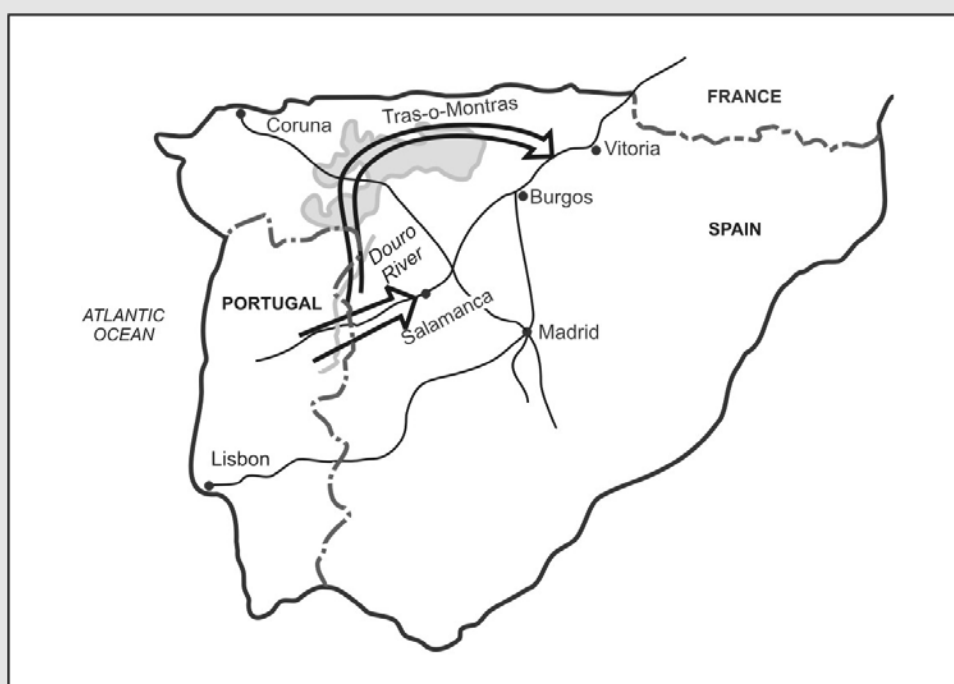 FRANCE
Tras-o-Montras
Coruna
Vitoria
Burgos
SPAIN
Douro
River
PORTUGAL
ATLANTIC
OCEAN
Salamanca
Madrid
Lisbon